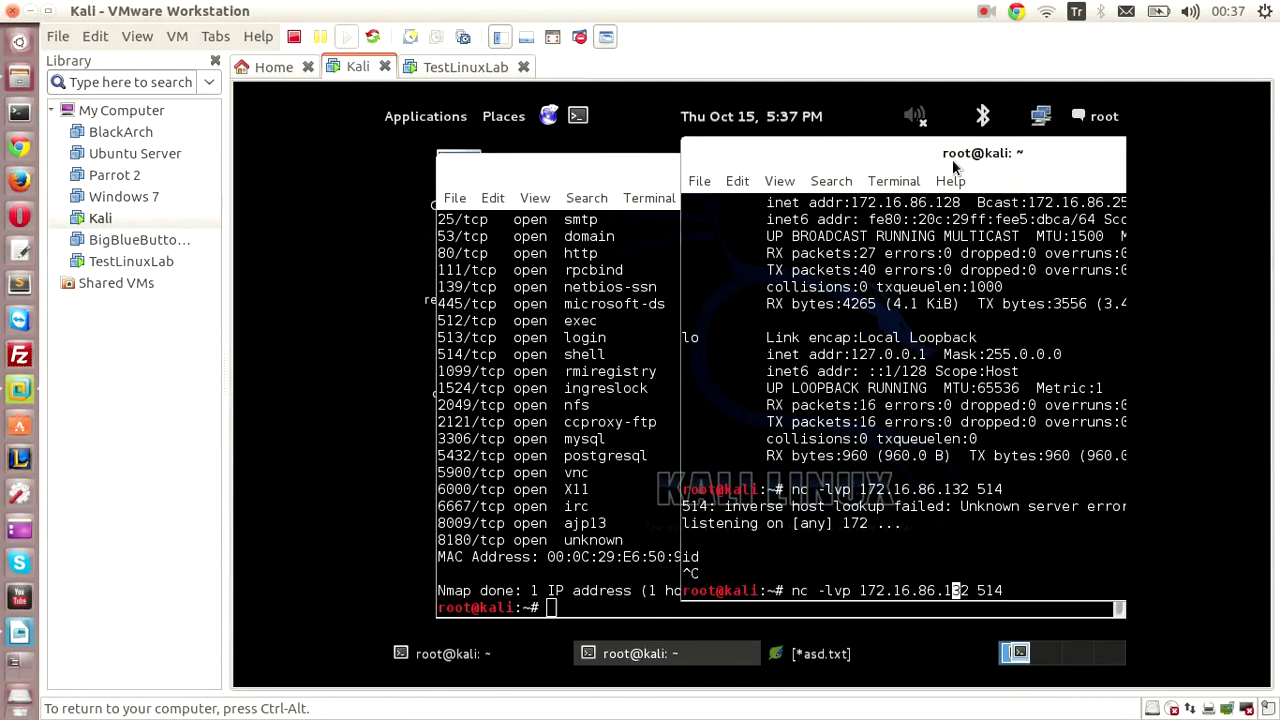 Kali - VMware Workstation
Tr
00:37
File Edit View VM Tabs Help
Library
Type here to search
Home
Kali
TestLinuxLab
My Computer
BlackArch
Ubuntu Server
Parrot 2
Windows 7
Kali
BigBlueButto...
TestLinuxLab
Shared VMs
Applications Places
Thu Oct 15, 5:37 PM
root
File Edit View Search Terminal
25/tcp open smtp
53/tcp open domain
80/tcp open http
111/tcp open rpcbind
139/tcp open netbios-ssn
445/tcp open microsoft-ds
512/tcp open exec
513/tcp open login
514/tcp open shell
1099/tcp open rmiregistry
1524/tcp open ingreslock
2049/tcp open nfs
2121/tcp open ccproxy-ftp
3306/tcp open mysql
5432/tcp open postgresql
5900/tcp open vnc
6000/tcp open X11
6667/tcp open irc
8009/tcp open ajp13
8180/tcp open unknown
MAC Address: 00:0C:29:E6:50:9
Nmap done: 1 IP address (1 h
root@kali:~#
root@kali: ~
File Edit View Search Terminal Help
inet addr:172.16.86.128 Bcast:172.16.86.25
inet6 addr: fe80::20c:29ff:fee5:dbca/64 Sco
UP BROADCAST RUNNING MULTICAST MTU:1500
RX packets:27 errors:0 dropped:0 overruns:0
TX packets:40 errors:0 dropped:0 overruns:0
collisions:0 txqueuelen:1000
RX bytes:4265 (4.1 KiB) TX bytes:3556 (3.4
lo Link encap:Local Loopback
inet addr:127.0.0.1 Mask:255.0.0.0
inet6 addr: ::1/128 Scope:Host
UP LOOPBACK RUNNING MTU:65536 Metric:1
RX packets:16 errors:0 dropped:0 overruns:0
TX packets:16 errors:0 dropped:0 overruns:0
collisions:0 txqueuelen:0
RX bytes:960 (960.0 B) TX bytes:960 (960.0
root@kali:~# nc -lvp 172.16.86.132 514
514: inverse host lookup failed: Unknown server error
listening on [any] 172 ...
id
^C
root@kali:~# nc -lvp 172.16.86.132 514
KALI LINUX
root@kali: ~
root@kali: ~
[*asd.txt]
To return to your computer, press Ctrl-Alt.